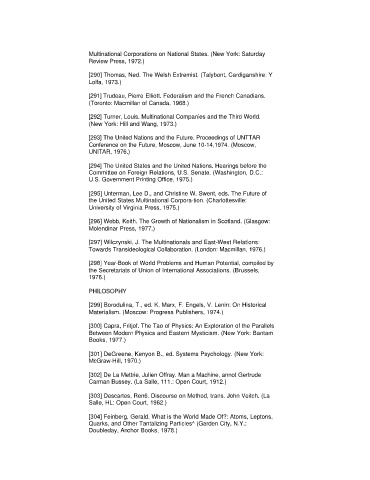 Multinational Corporations on National States. (New York: Saturday
Review Press, 1972.)
[290] Thomas, Ned. The Welsh Extremist. (Talybont, Cardiganshire: Y
Lolfa, 1973.)
[291] Trudeau, Pierre Elliott. Federalism and the French Canadians.
(Toronto: Macmillan of Canada, 1968.)
[292] Turner, Louis. Multinational Companies and the Third World.
(New York: Hill and Wang, 1973.)
[293] The United Nations and the Future. Proceedings of UNTTAR
Conference on the Future, Moscow, June 10-14,1974. (Moscow,
UNITAR, 1976.)
[294] The United States and the United Nations. Hearings before the
Committee on Foreign Relations, U.S. Senate. (Washington, D.C.:
U.S. Government Printing Office, 1975.)
[295] Unterman, Lee D., and Christine W. Swent, eds. The Future of
the United States Multinational Corpora-tion. (Charlottesville:
University of Virginia Press, 1975.)
[296] Webb, Keith. The Growth of Nationalism in Scotland. (Glasgow:
Molendinar Press, 1977.)
[297] Wilczynski, J. The Multinationals and East-West Relations:
Towards Transideological Collaboration. (London: Macmillan, 1976.)
[298] Year-Book of World Problems and Human Potential, compiled by
the Secretariats of Union of International Associations. (Brussels,
1976.)
PHILOSOPHY
[299] Borodulina, T., ed. K. Marx, F. Engels, V. Lenin: On Historical
Materialism. (Moscow: Progress Publishers, 1974.)
[300] Capra, Fritjof. The Tao of Physics: An Exploration of the Parallels
Between Modern Physics and Eastern Mysticism. (New York: Bantam
Books, 1977.)
[301] DeGreene, Kenyon B., ed. Systems Psychology. (New York:
McGraw-Hill, 1970.)
[302] De La Mettrie, Julien Offray. Man a Machine, annot Gertrude
Carman Bussey. (La Salle, 111.: Open Court, 1912.)
[303] Descartes, Ren6. Discourse on Method, trans. John Veitch. (La
Salle, HL: Open Court, 1962.)
[304] Feinberg, Gerald. What is the World Made Of?: Atoms, Leptons,
Quarks, and Other Tantalizing Particles^ (Garden City, N.Y.:
Doubleday, Anchor Books, 1978.)